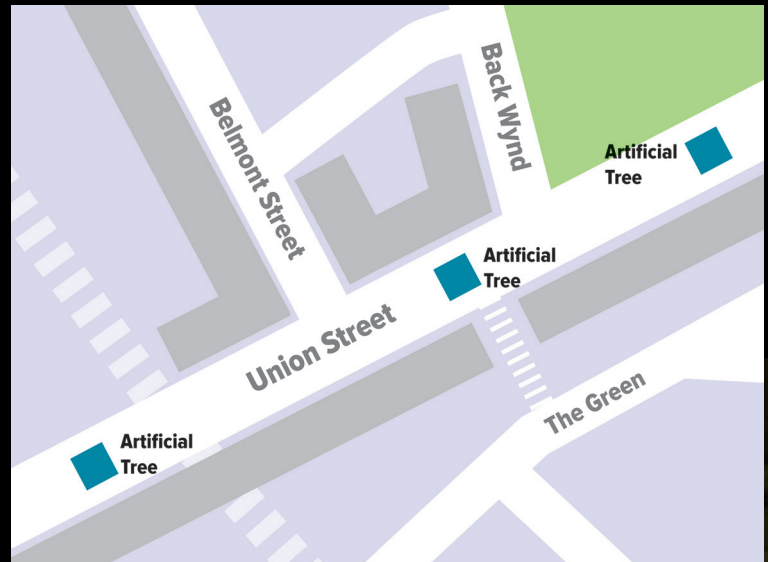 Back Wynd
Belmont Street
Artificial
Tree
Artificial
Tree
Union Street
The Green
Artificial
Tree